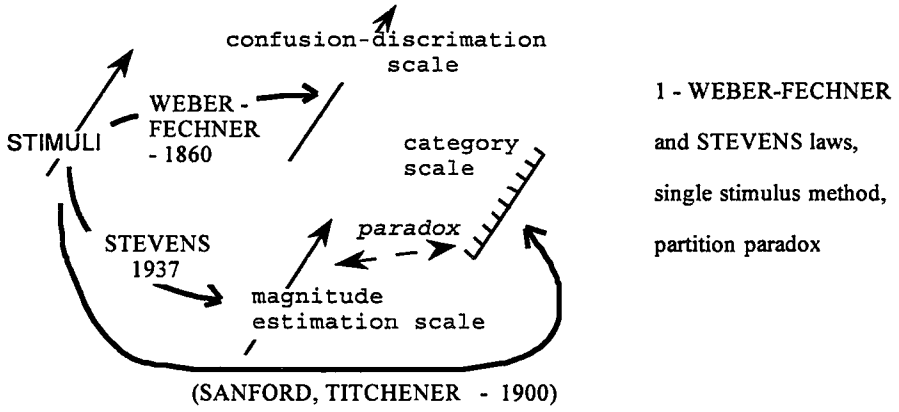 confusion-discrimation
scale
WEBER -
FECHNER
- 1860
STIMULI
category
scale
paradox
STEVENS
1937
magnitude
estimation scale
(SANFORD, TITCHENER - 1900)
1 - WEBER-FECHNER
and STEVENS laws,
single stimulus method,
partition paradox